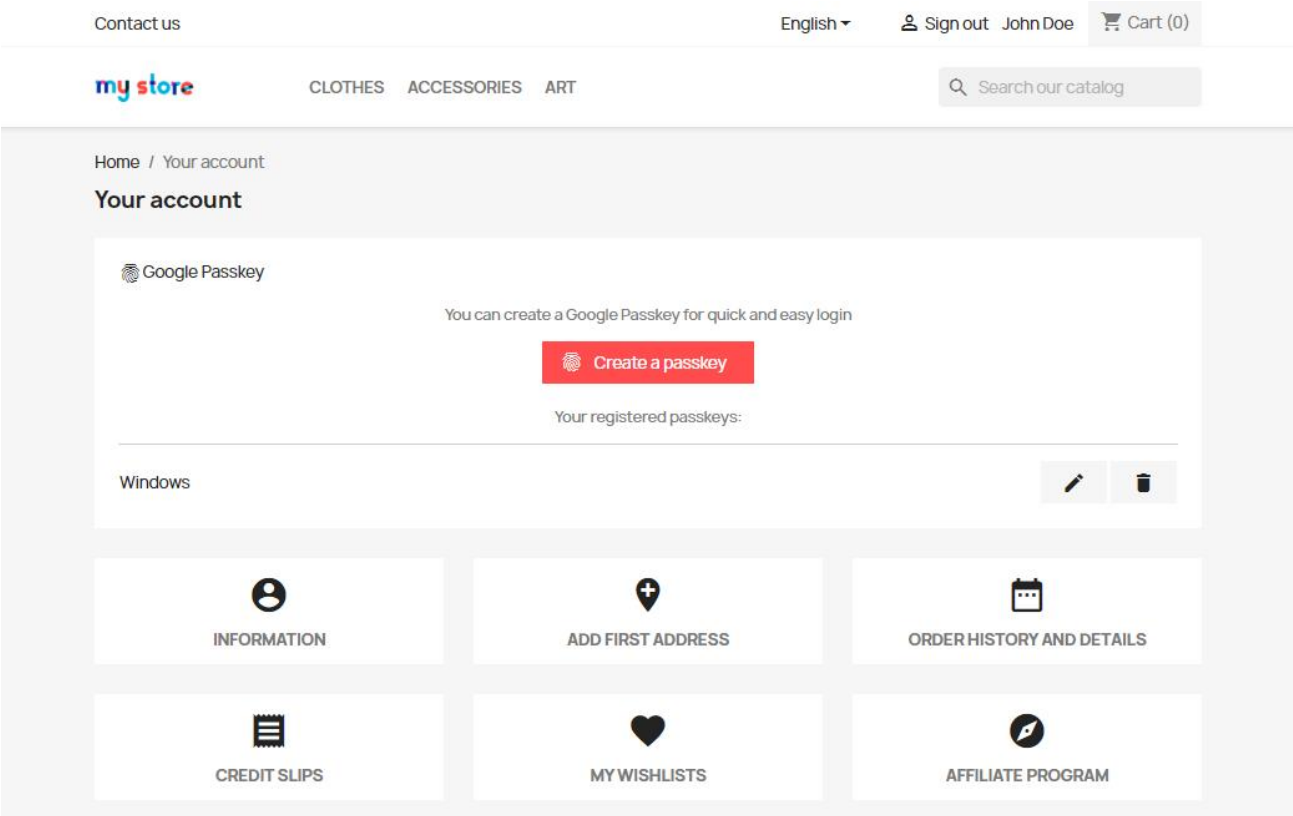 Contact us English Sign out John Doe Cart (0)
my store CLOTHES ACCESSORIES ART Search our catalog
Home / Your account
Your account
Google Passkey
You can create a Google Passkey for quick and easy login
Create a passkey
Your registered passkeys:
Windows
INFORMATION ADD FIRST ADDRESS ORDER HISTORY AND DETAILS
CREDIT SLIPS MY WISHLISTS AFFILIATE PROGRAM